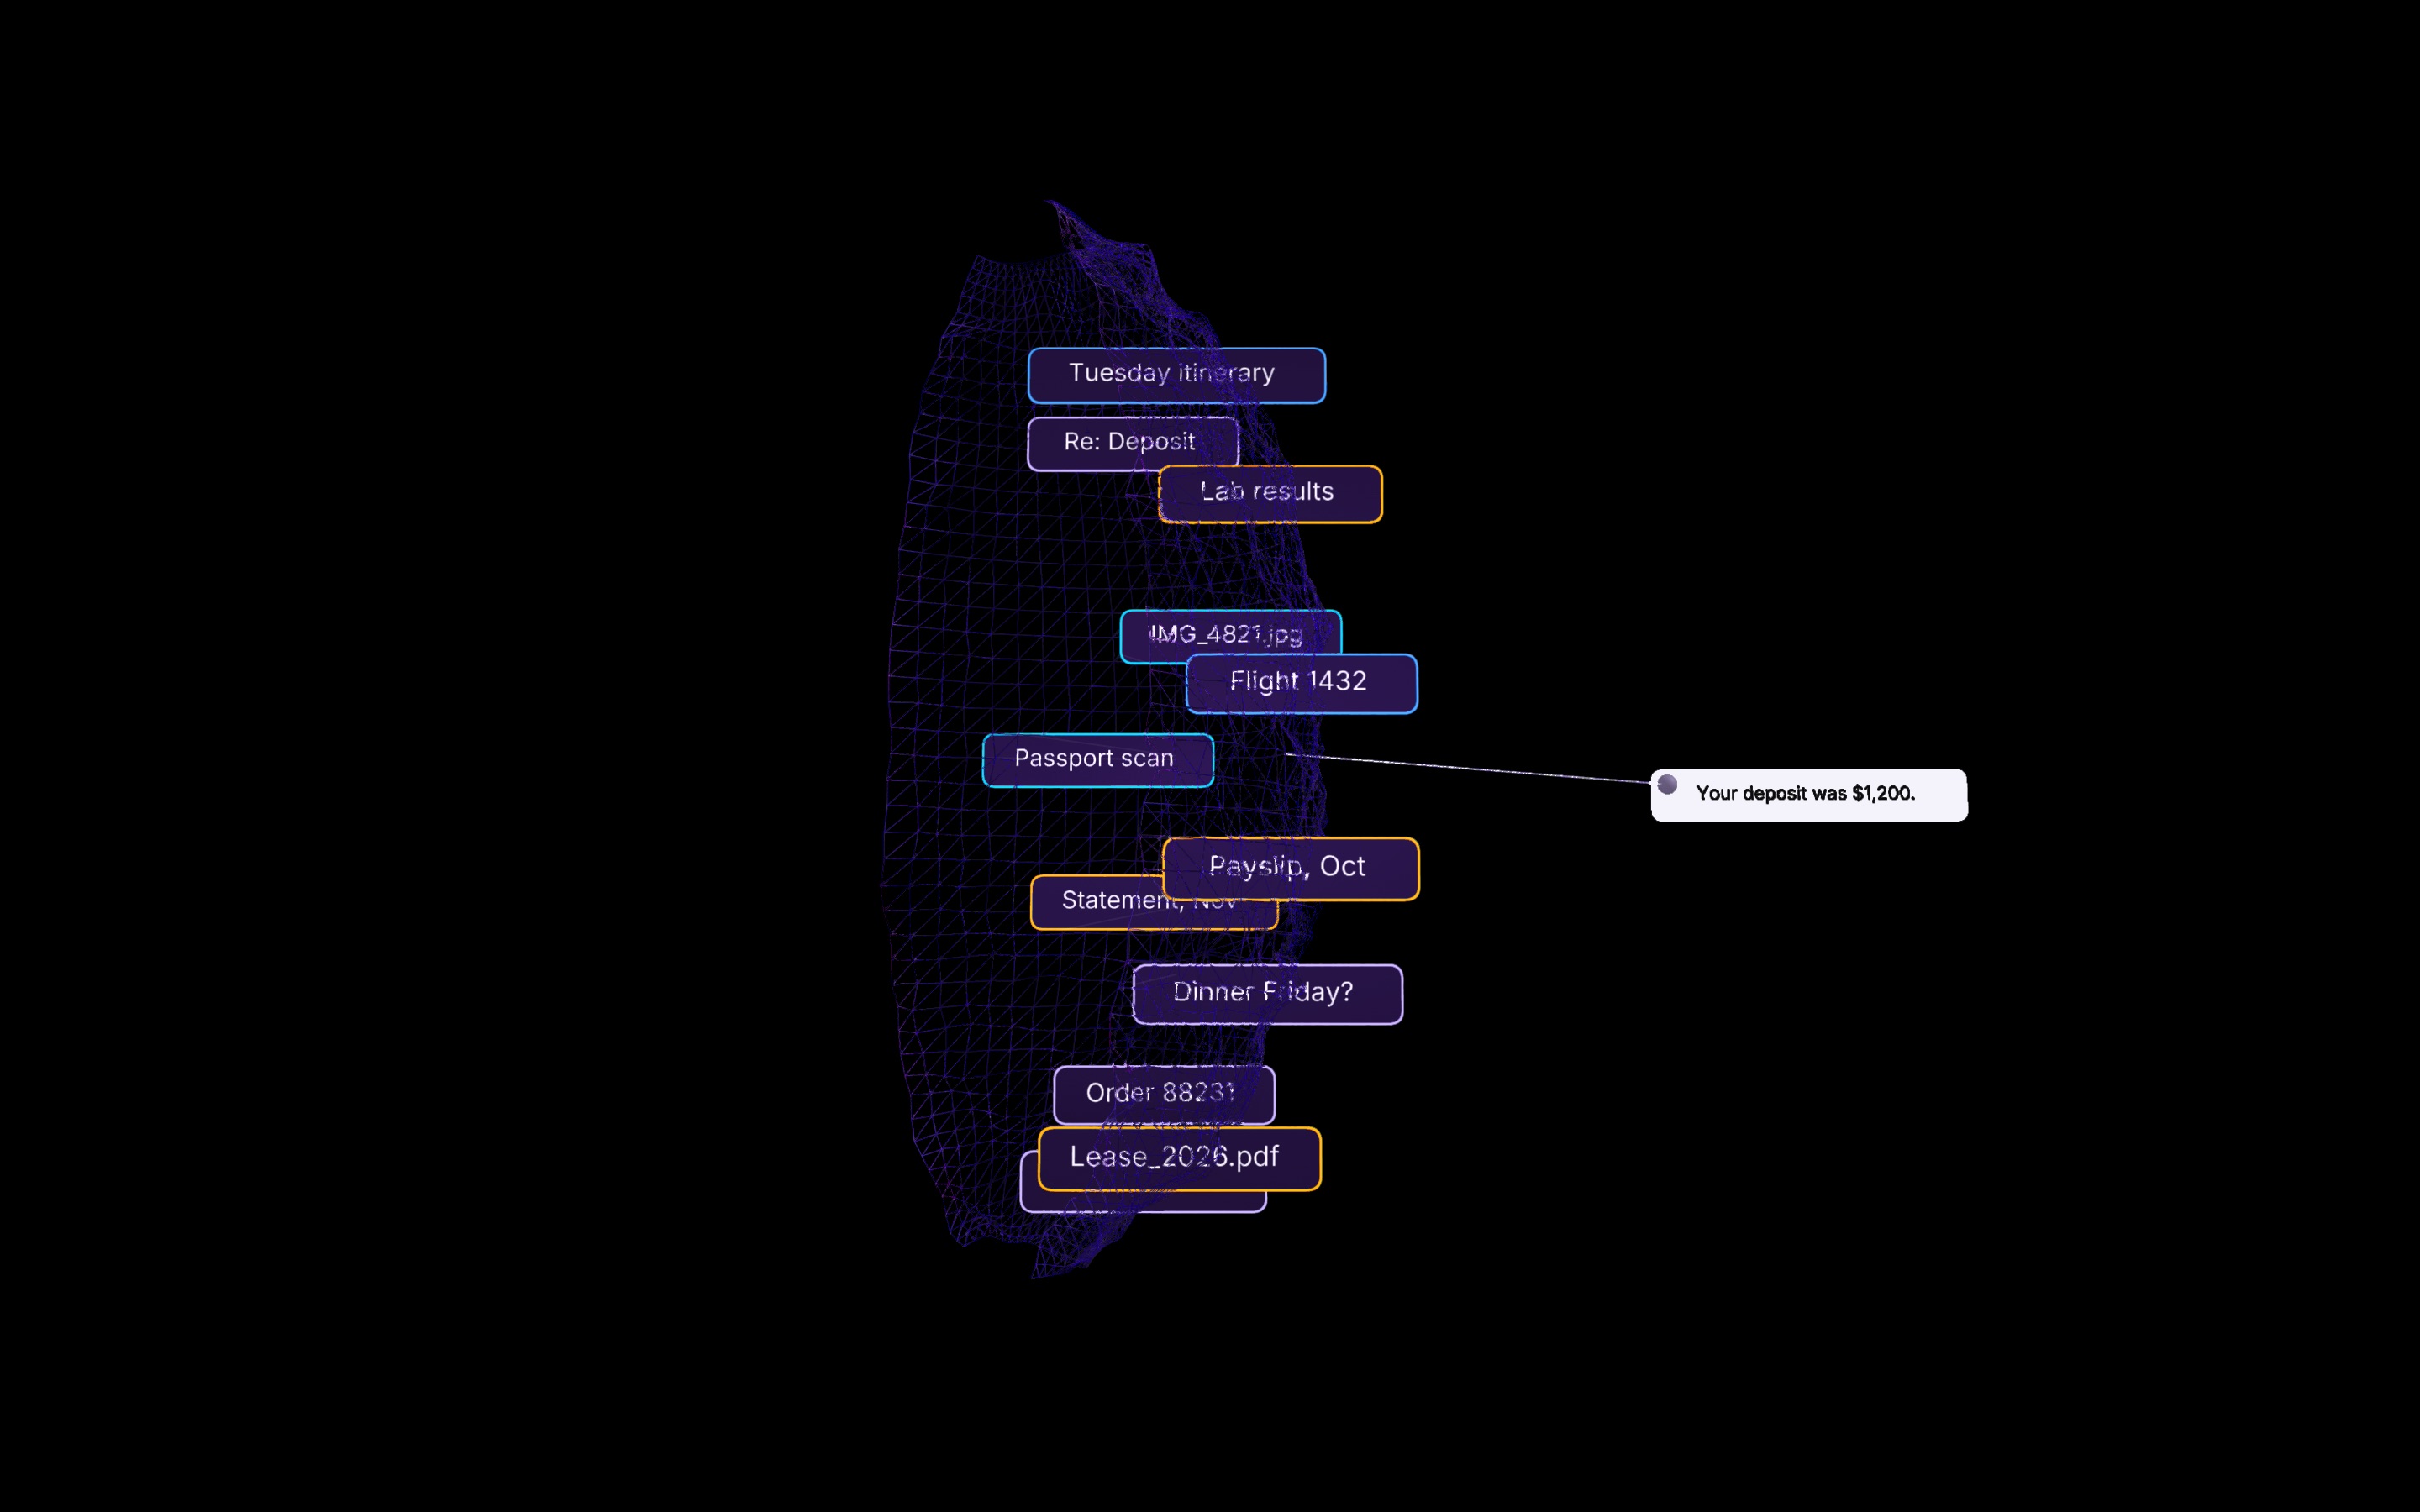 Tuesday itinerary
Re: Deposit
Lab results
IMG_4821.jpg
Flight 1432
Passport scan
Your deposit was $1,200.
Payslip, Oct
Statement, Nov
Dinner Friday?
Order 88231
Lease_2026.pdf